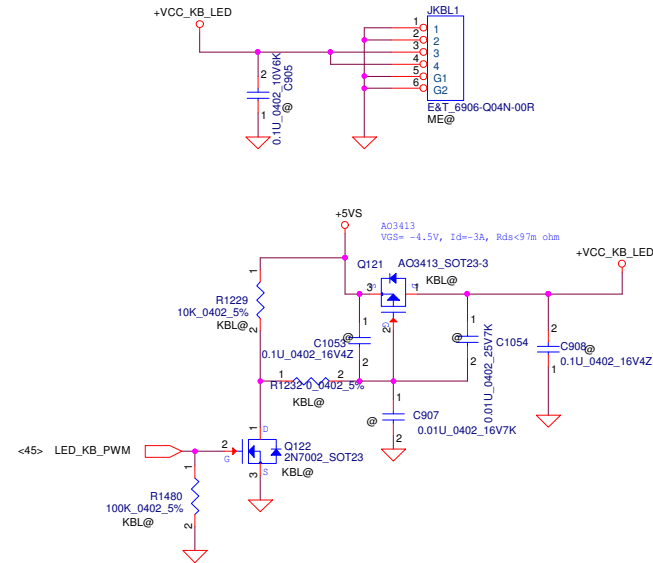 +VCC_KB_LED
JKBL1
1 1
2 2
3 3
4 4
5 G1
6 G2
E&T_6906-Q04N-00R
ME@
2
1
C905
0.1U_0402_10V6K
@
+5VS
AO3413
VGS= -4.5V, Id=-3A, Rds<97m ohm
+VCC_KB_LED
Q121
AO3413_SOT23-3
KBL@
3
S
D
1
G
2
1
R1229
10K_0402_5%
KBL@
2
1
@
C1053
0.1U_0402_16V4Z
2
1
@
C1054
0.01U_0402_25V7K
2
2
C908
@
0.1U_0402_16V4Z
1
1
2
R1232 0_0402_5%
KBL@
1
C907
@
0.01U_0402_16V7K
2
<45>
LED_KB_PWM
2
G
1
D
Q122
2N7002_SOT23
KBL@
3
S
1
R1480
100K_0402_5%
KBL@
2